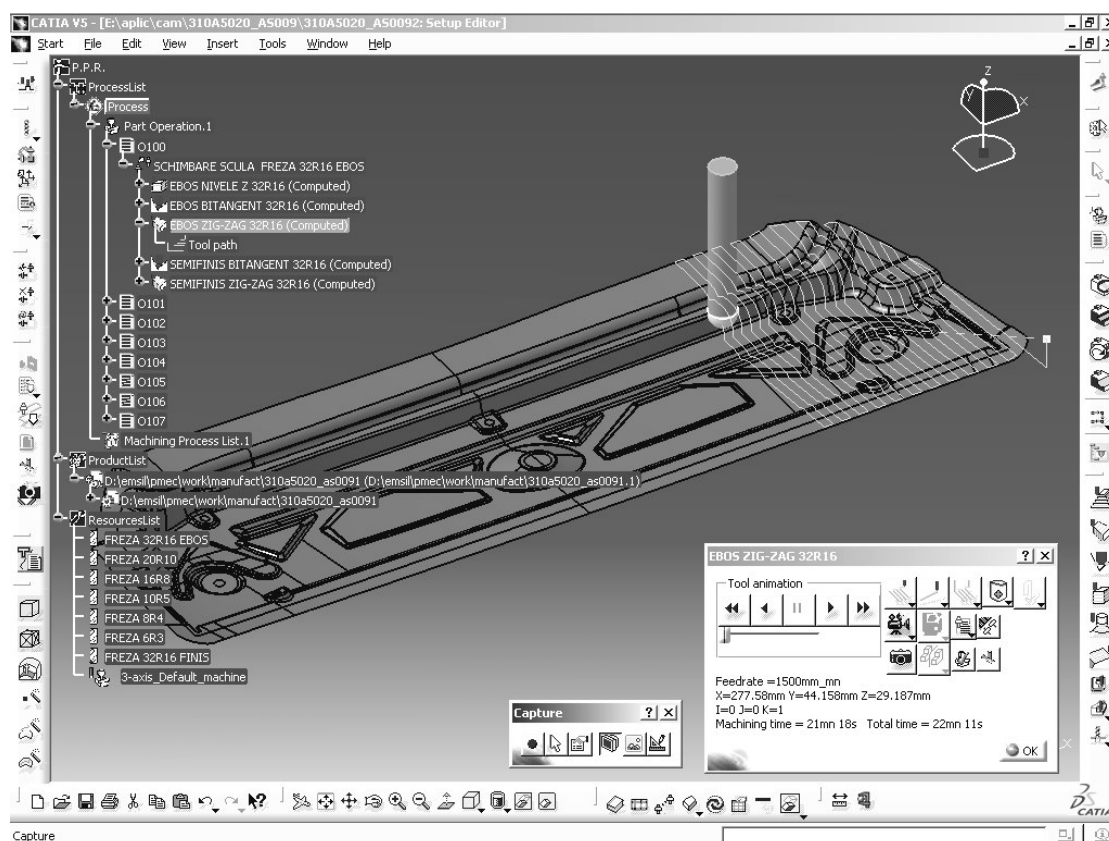 CATIA V5 - [E:\aplic\cam\310A5020_AS009\310A5020_AS0092: Setup Editor]
Start File Edit View Insert Tools Window Help
P.P.R.
ProcessList
Process
Part Operation.1
O100
SCHIMBARE SCULA FREZA 32R16 EBOS
EBOS NIVELE Z 32R16 (Computed)
EBOS BITANGENT 32R16 (Computed)
EBOS ZIG-ZAG 32R16 (Computed)
Tool path
SEMIFINIS BITANGENT 32R16 (Computed)
SEMIFINIS ZIG-ZAG 32R16 (Computed)
O101
O102
O103
O104
O105
O106
O107
Machining Process List.1
ProductList
D:\emsil\pmec\work\manufact\310a5020_as0091 (D:\emsil\pmec\work\manufact\310a5020_as0091.1)
D:\emsil\pmec\work\manufact\310a5020_as0091
ResourcesList
FREZA 32R16 EBOS
FREZA 20R10
FREZA 16R8
FREZA 10R5
FREZA 8R4
FREZA 6R3
FREZA 32R16 FINIS
3-axis_Default_machine
z
y
x
EBOS ZIG-ZAG 32R16
Tool animation
Feedrate =1500mm_mn
X=277.58mm Y=44.158mm Z=29.187mm
I=0 J=0 K=1
Machining time = 21mn 18s Total time = 22mn 11s
OK
Capture
x
CATIA
Capture